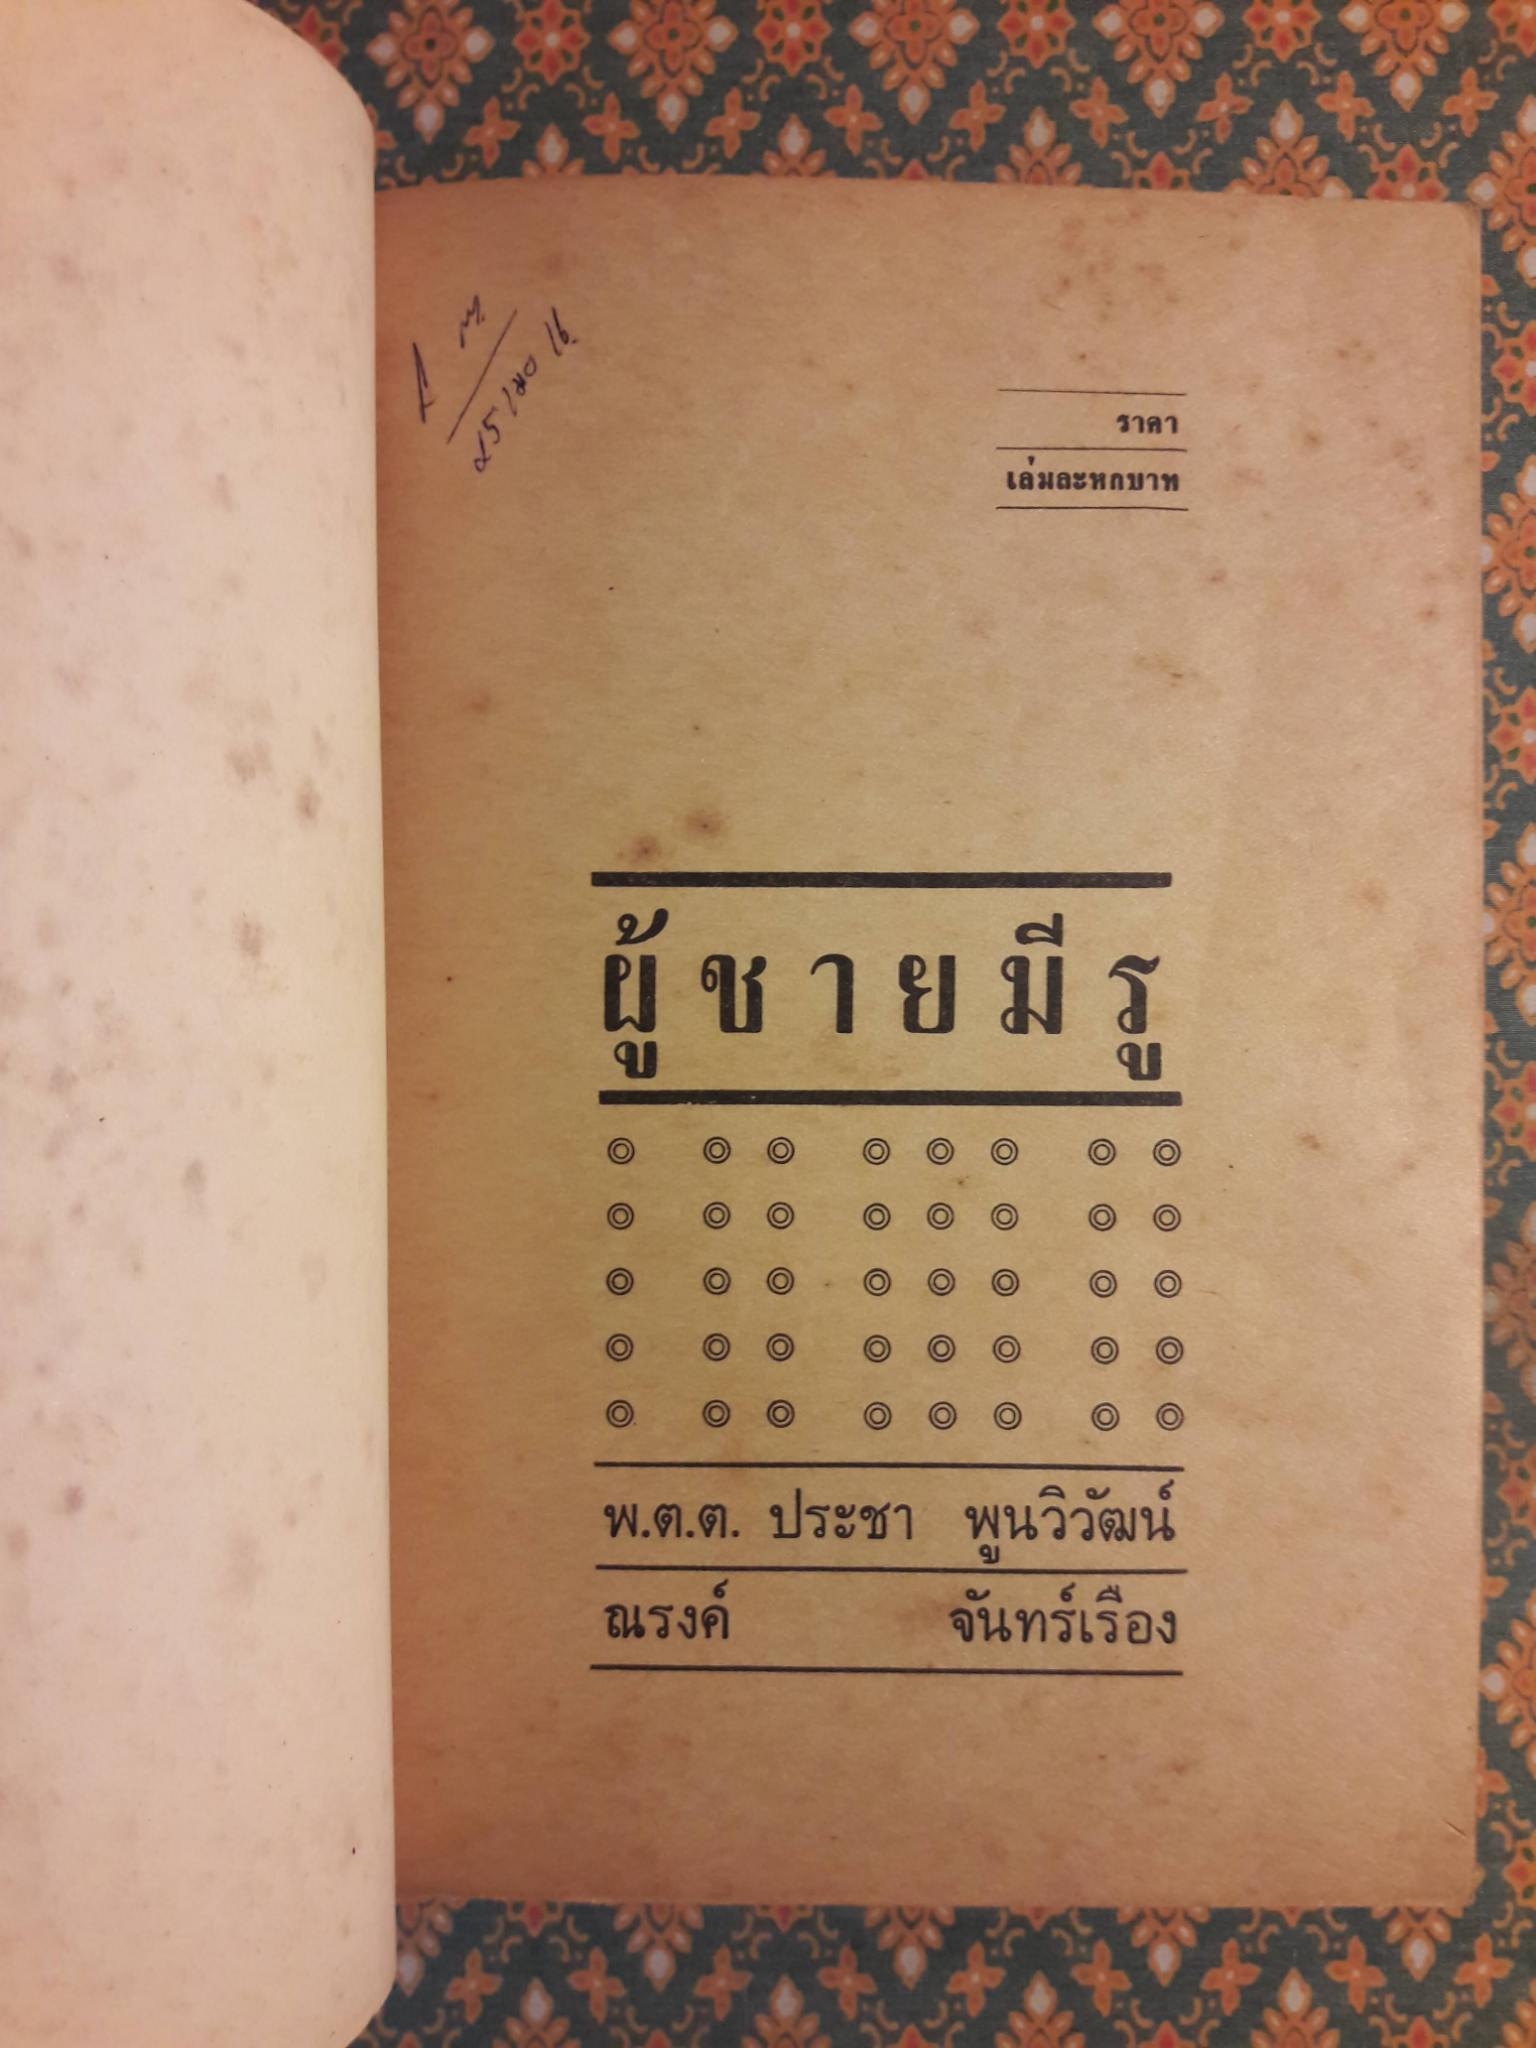 ราคา
เล่มละหกบาท
ผู้ชายมีรู
พ.ต.ต. ประชา พูนวิวัฒน์
ณรงค์ จันทร์เรือง